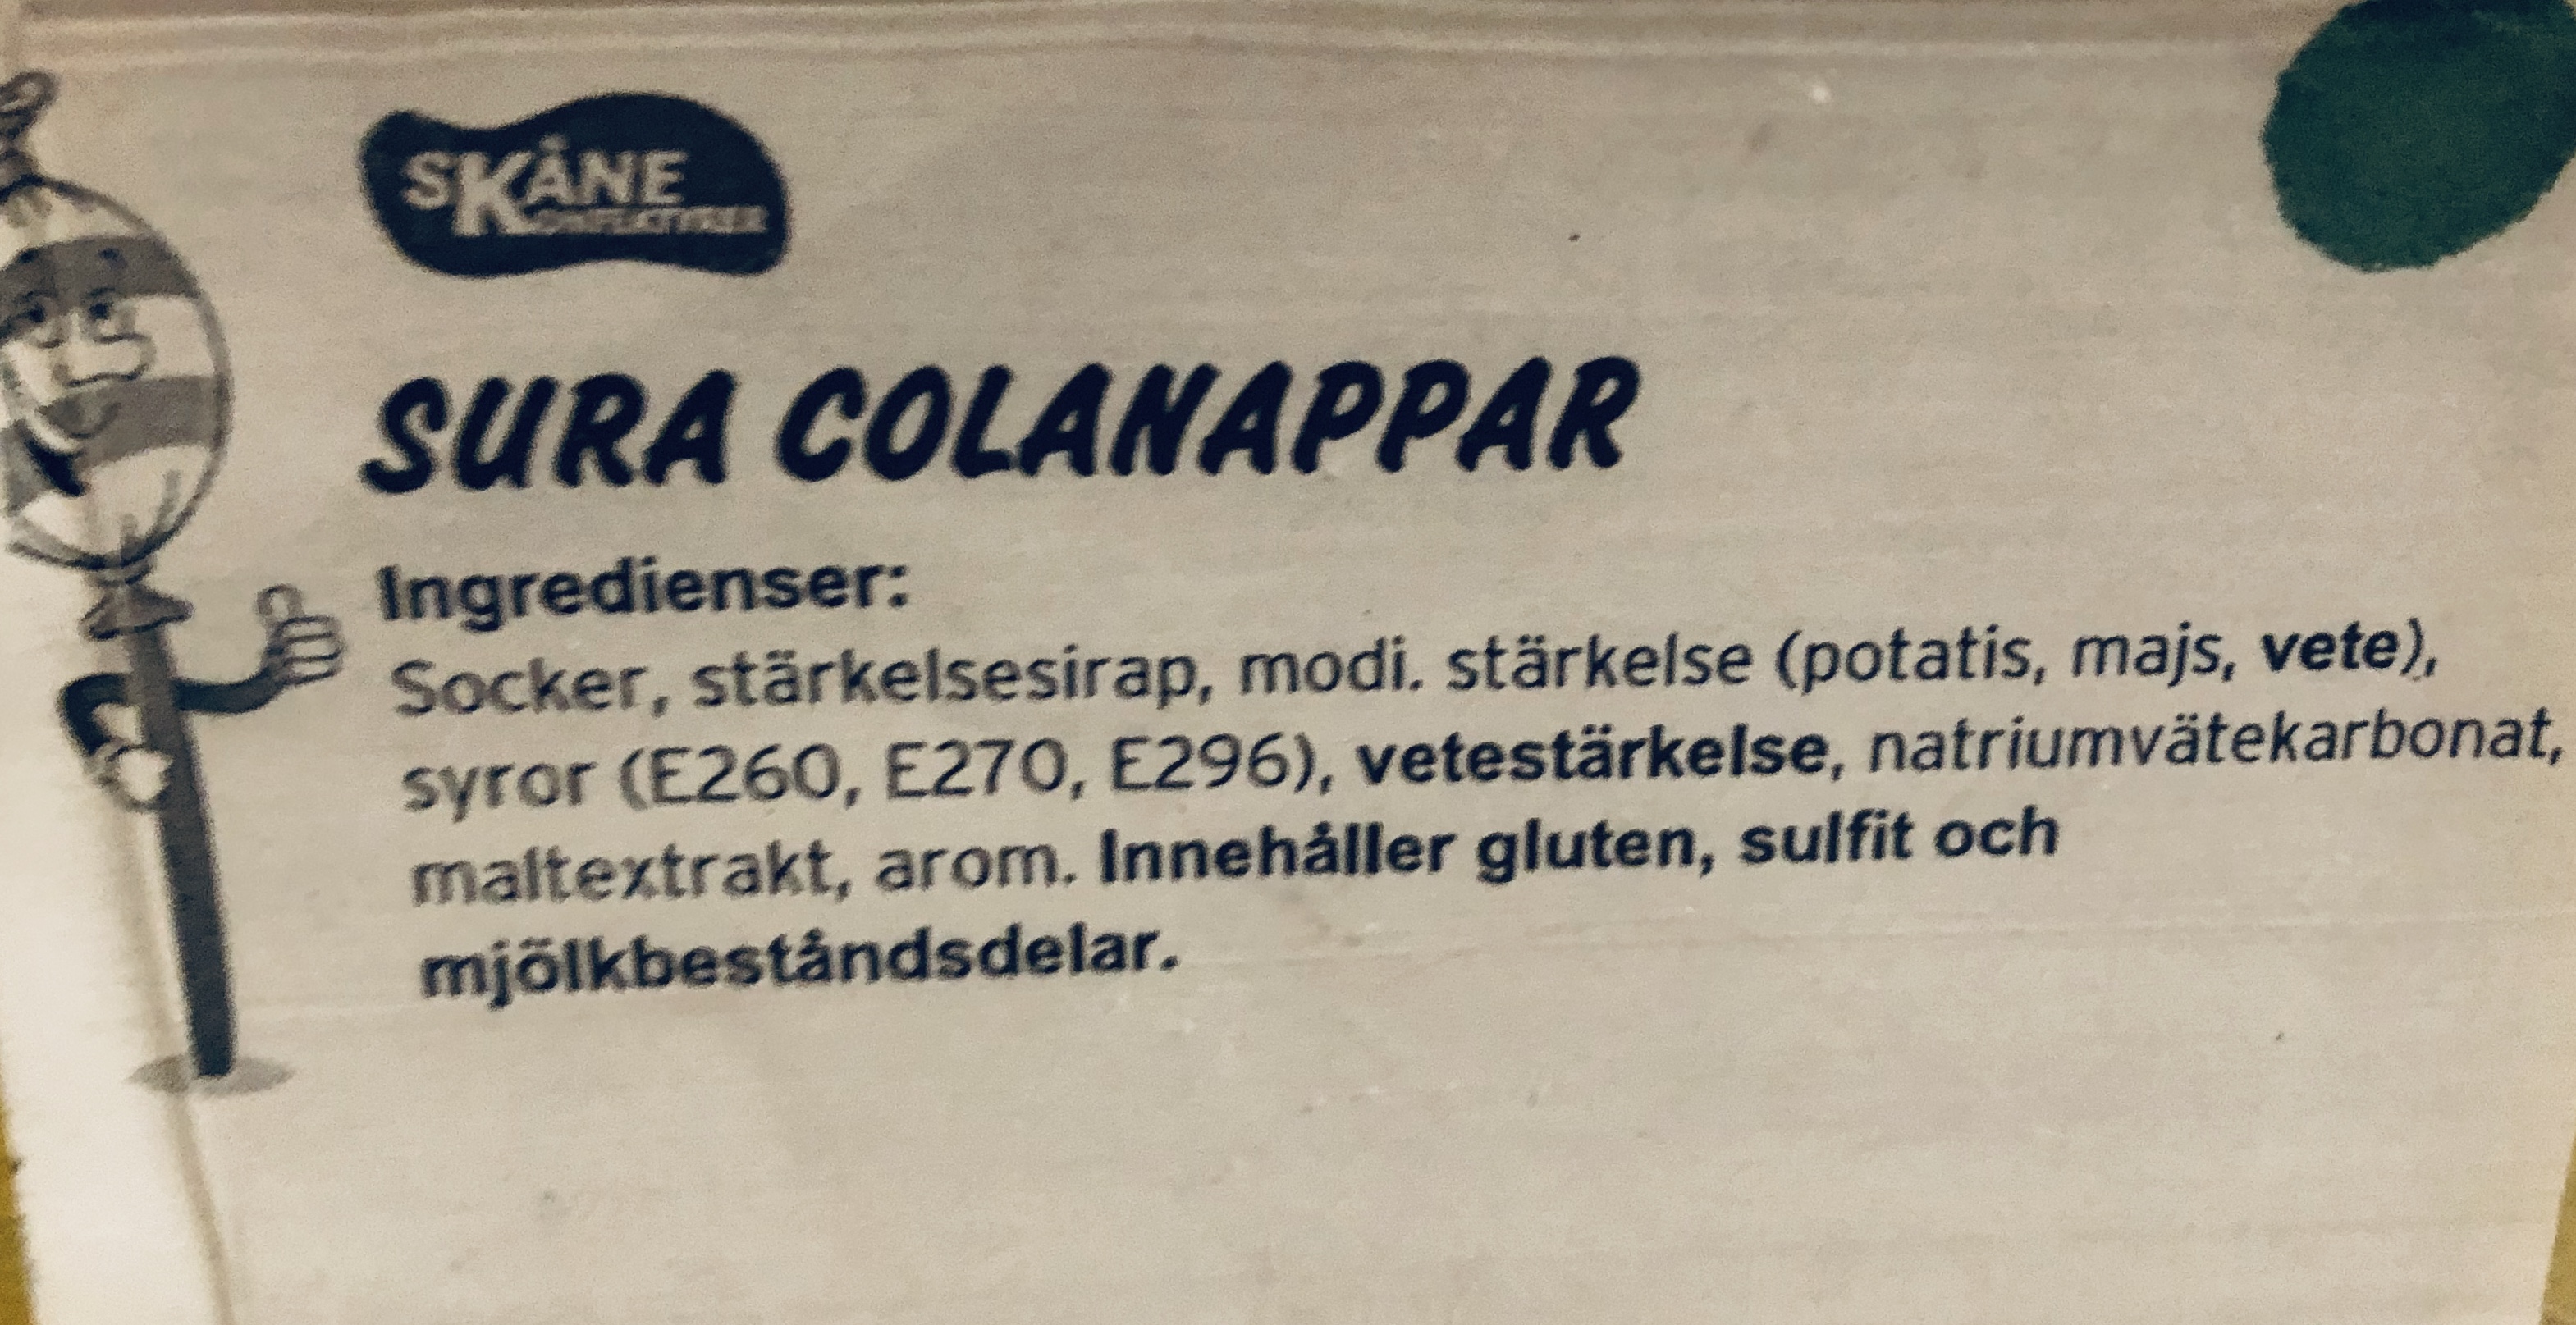 SKÅNE
KONFEKTYRER
SURA COLANAPPAR
Ingredienser:
Socker, stärkelsesirap, modi. stärkelse (potatis, majs, vete),
syror (E260, E270, E296), vetestärkelse, natriumvätekarbonat,
maltextrakt, arom. Innehåller gluten, sulfit och
mjölkbeståndsdelar.